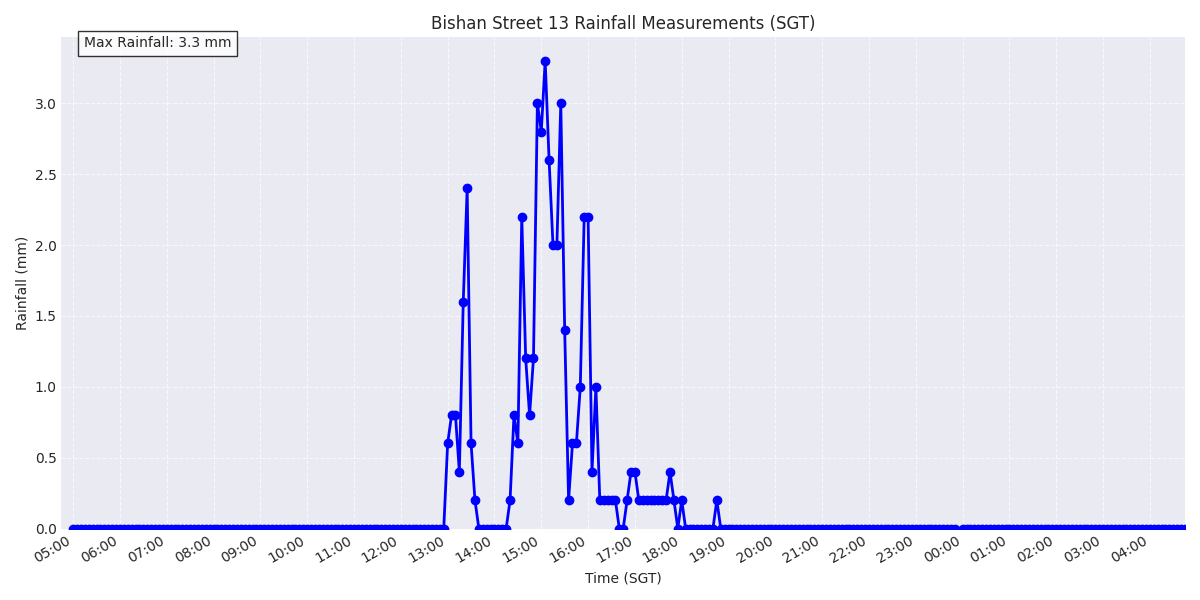 Bishan Street 13 Rainfall Measurements (SGT)
Max Rainfall: 3.3 mm
Rainfall (mm)
3.0
2.5
2.0
1.5
1.0
0.5
0.0
05:00 06:00 07:00 08:00 09:00 10:00 11:00 12:00 13:00 14:00 15:00 16:00 17:00 18:00 19:00 20:00 21:00 22:00 23:00 00:00 01:00 02:00 03:00 04:00
Time (SGT)